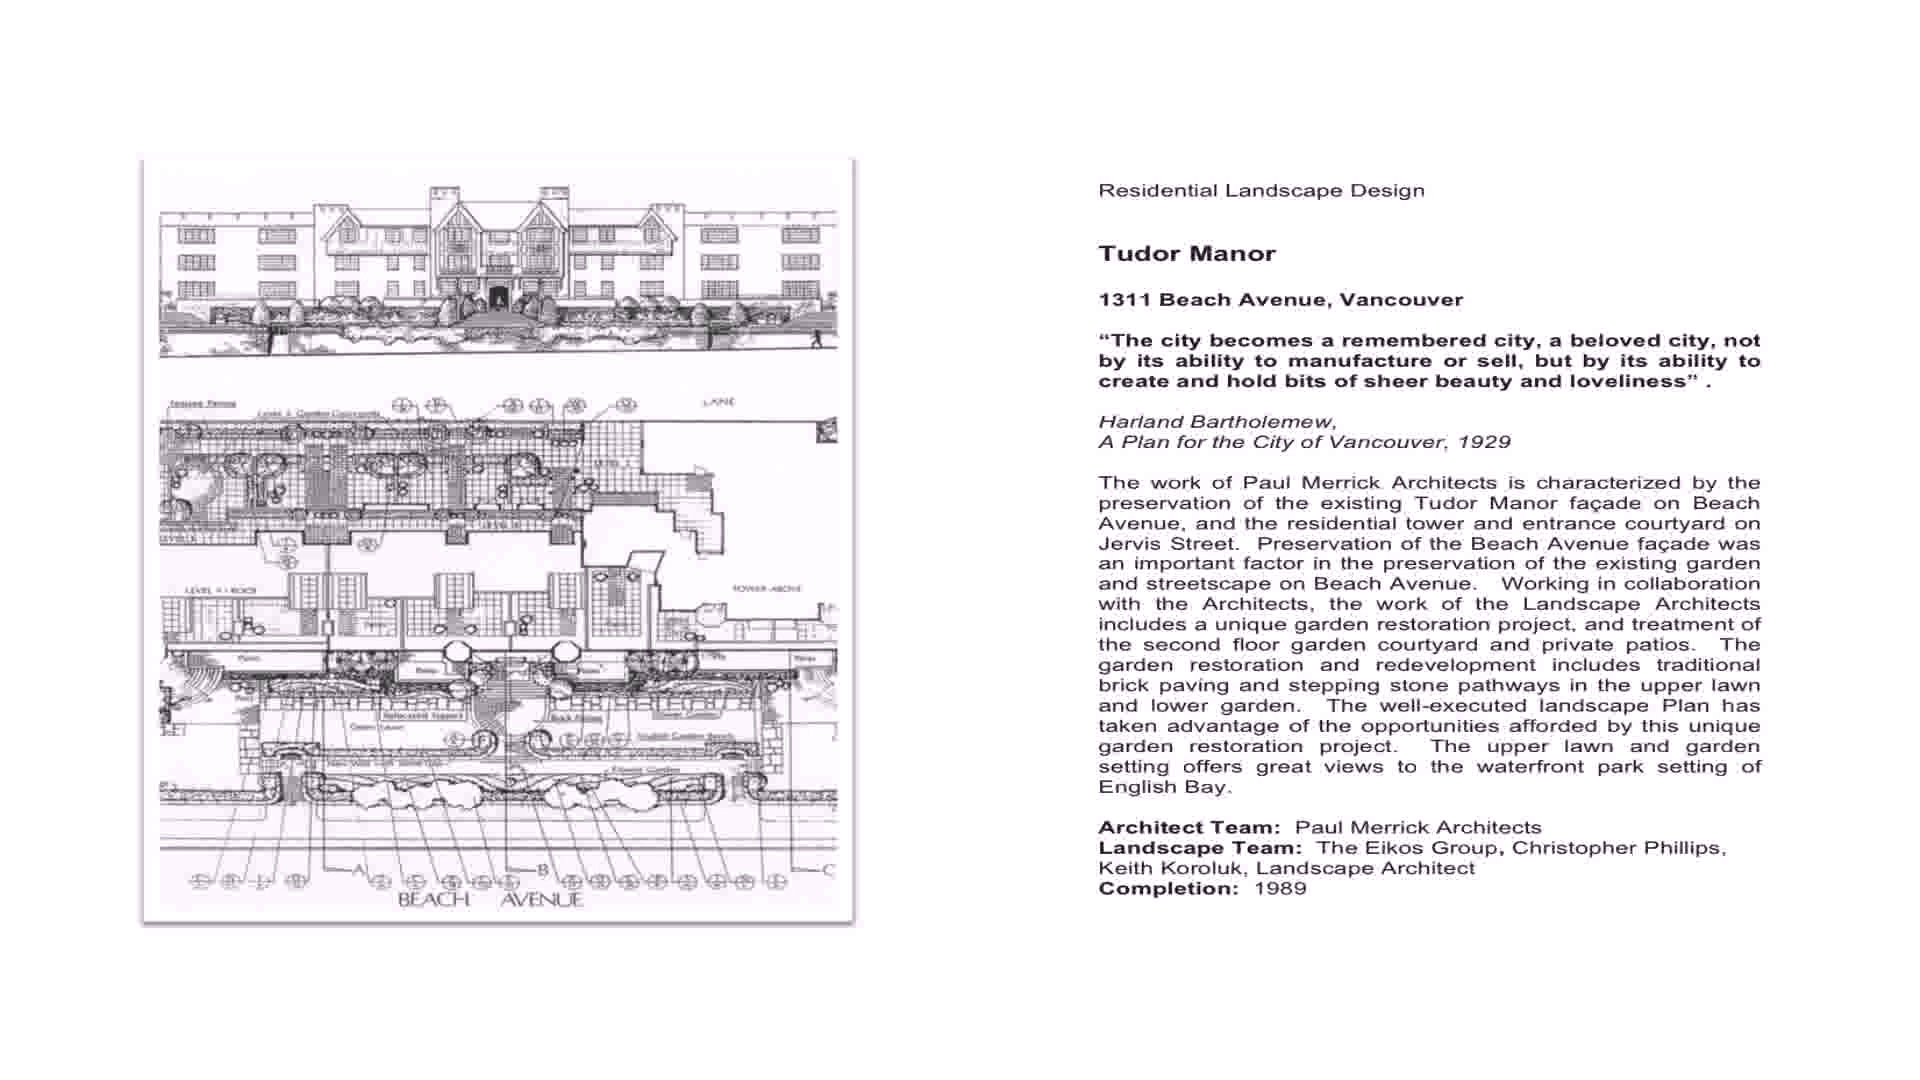 LANE
LEVEL 4 / ROOF
TOWER ABOVE
A
B
C
BEACH AVENUE
Residential Landscape Design
Tudor Manor
1311 Beach Avenue, Vancouver
“The city becomes a remembered city, a beloved city, not
by its ability to manufacture or sell, but by its ability to
create and hold bits of sheer beauty and loveliness” .
Harland Bartholemew,
A Plan for the City of Vancouver, 1929
The work of Paul Merrick Architects is characterized by the
preservation of the existing Tudor Manor façade on Beach
Avenue, and the residential tower and entrance courtyard on
Jervis Street. Preservation of the Beach Avenue façade was
an important factor in the preservation of the existing garden
and streetscape on Beach Avenue. Working in collaboration
with the Architects, the work of the Landscape Architects
includes a unique garden restoration project, and treatment of
the second floor garden courtyard and private patios. The
garden restoration and redevelopment includes traditional
brick paving and stepping stone pathways in the upper lawn
and lower garden. The well-executed landscape Plan has
taken advantage of the opportunities afforded by this unique
garden restoration project. The upper lawn and garden
setting offers great views to the waterfront park setting of
English Bay.
Architect Team: Paul Merrick Architects
Landscape Team: The Eikos Group, Christopher Phillips,
Keith Koroluk, Landscape Architect
Completion: 1989